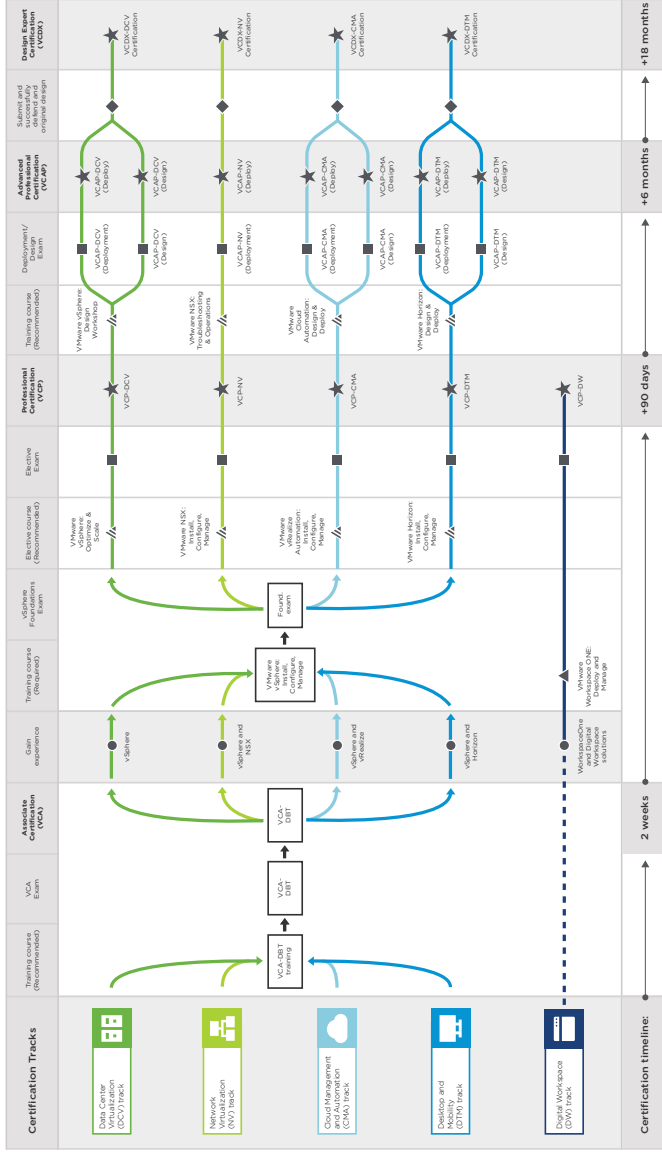 Certification Tracks
Training course
(Recommended)
VCA
Exam
Associate
Certification
(VCA)
Gain
experience
Training course
(Required)
vSphere
Foundations
Exam
Elective course
(Recommended)
Elective
Exam
Professional
Certification
(VCP)
Training course
(Recommended)
Deployment/
Design
Exam
Advanced
Professional
Certification
(VCAP)
Submit and
successfully
defend and
original design
Design Expert
Certification
(VCDX)
Data Center
Virtualization
(DCV) track
vSphere
VMware
vSphere:
Optimize &
Scale
VCP-DCV
VMware vSphere:
Design
Workshop
VCAP-DCV
(Deployment)
VCAP-DCV
(Design)
VCAP-DCV
(Deploy)
VCAP-DCV
(Design)
VCDX-DCV
Certification
Network
Virtualization
(NV) track
vSphere and
NSX
VMware NSX:
Install,
Configure,
Manage
VCP-NV
VMware NSX:
Troubleshooting
& Operations
VCAP-NV
(Deployment)
VCAP-NV
(Deploy)
VCDX-NV
Certification
VCA-DBT
training
VCA-
DBT
VCA-
DBT
VMware
vSphere:
Install,
Configure,
Manage
Found.
exam
Cloud Management
and Automation
(CMA) track
vSphere and
vRealize
VMware
vRealize
Automation:
Install,
Configure,
Manage
VCP-CMA
VMware
Cloud
Automation:
Design &
Deploy
VCAP-CMA
(Deployment)
VCAP-CMA
(Design)
VCAP-CMA
(Deploy)
VCAP-CMA
(Design)
VCDX-CMA
Certification
Desktop and
Mobility
(DTM) track
vSphere and
Horizon
VMware Horizon:
Install,
Configure,
Manage
VCP-DTM
VMware Horizon:
Design &
Deploy
VCAP-DTM
(Deployment)
VCAP-DTM
(Design)
VCAP-DTM
(Deploy)
VCAP-DTM
(Design)
VCDX-DTM
Certification
Digital Workspace
(DW) track
WorkspaceOne
and Digital
Workspace
solutions
VMware
Workspace ONE:
Deploy and
Manage
VCP-DW
Certification timeline:
2 weeks
+90 days
+6 months
+18 months